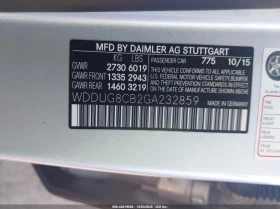 MFD BY DAIMLER AG STUTTGART
KG LBS PASSENGER CAR 775 10/15
GVWR 2730 6019
GAWR FRONT 1335 2943
GAWR REAR 1460 3219
THIS VEHICLE CONFORMS TO ALL APPLICABLE
U.S. FEDERAL MOTOR VEHICLE
SAFETY, BUMPER, AND THEFT
PREVENTION STANDARDS IN EFFECT ON THE
DATE OF MANUFACTURE SHOWN ABOVE.
WDDUG8CB2GA232859
MADE IN GERMANY